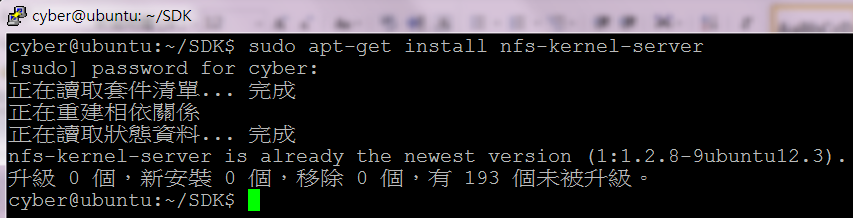 cyber@ubuntu: ~/SDK
cyber@ubuntu:~/SDK$ sudo apt-get install nfs-kernel-server
[sudo] password for cyber:
正在讀取套件清單... 完成
正在重建相依關係
正在讀取狀態資料... 完成
nfs-kernel-server is already the newest version (1:1.2.8-9ubuntu12.3).
升級 0 個，新安裝 0 個，移除 0 個，有 193 個未被升級。
cyber@ubuntu:~/SDK$